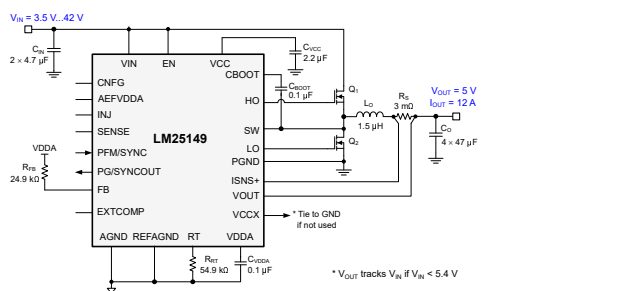 VIN = 3.5 V...42 V
CIN
2 × 4.7 µF
VIN
EN
VCC
CVCC
2.2 µF
CBOOT
CBOOT
0.1 µF
Q1
CNFG
AEFVDDA
INJ
SENSE
HO
LM25149
SW
LO
1.5 µH
RS
3 mΩ
VOUT = 5 V
IOUT = 12 A
CO
4 × 47 µF
VDDA
PFM/SYNC
LO
Q2
RFB
24.9 kΩ
PG/SYNCOUT
PGND
FB
ISNS+
VOUT
EXTCOMP
VCCX
* Tie to GND
if not used
AGND
REFAGND
RT
VDDA
RRT
54.9 kΩ
CVDDA
0.1 µF
* VOUT tracks VIN if VIN < 5.4 V